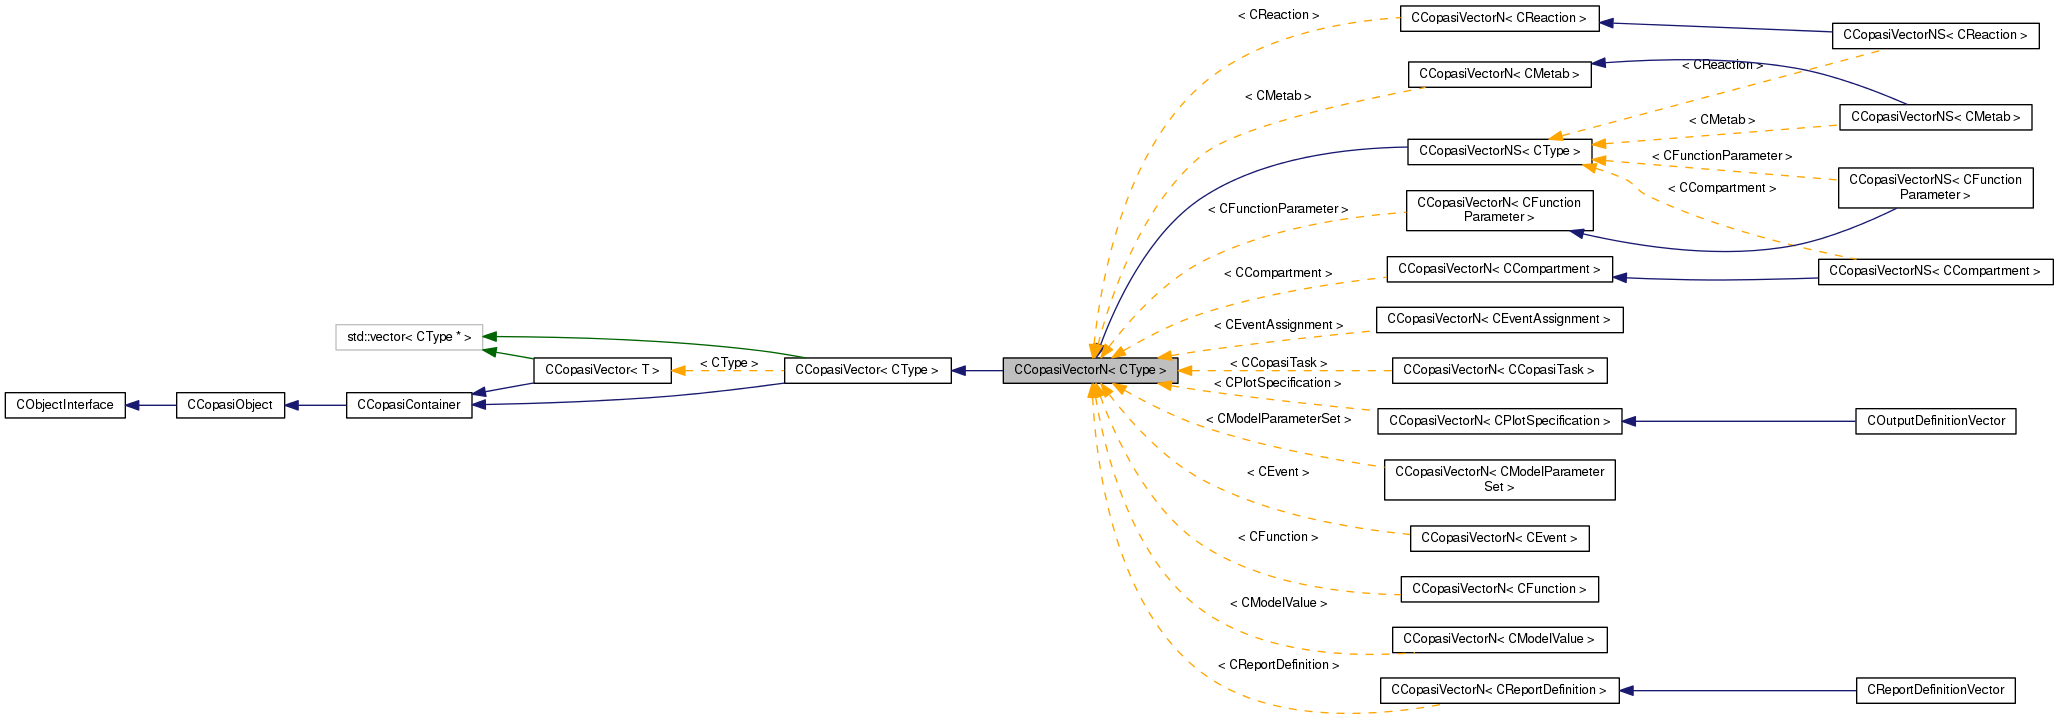 CObjectInterface
CCopasiObject
CCopasiContainer
std::vector< CType * >
CCopasiVector< T >
< CType >
CCopasiVector< CType >
CCopasiVectorN< CType >
< CReaction >
< CMetab >
< CFunctionParameter >
< CCompartment >
< CEventAssignment >
< CCopasiTask >
< CPlotSpecification >
< CModelParameterSet >
< CEvent >
< CFunction >
< CModelValue >
< CReportDefinition >
CCopasiVectorN< CReaction >
CCopasiVectorN< CMetab >
CCopasiVectorNS< CType >
CCopasiVectorN< CFunction
Parameter >
CCopasiVectorN< CCompartment >
CCopasiVectorN< CEventAssignment >
CCopasiVectorN< CCopasiTask >
CCopasiVectorN< CPlotSpecification >
CCopasiVectorN< CModelParameter
Set >
CCopasiVectorN< CEvent >
CCopasiVectorN< CFunction >
CCopasiVectorN< CModelValue >
CCopasiVectorN< CReportDefinition >
< CReaction >
< CMetab >
< CFunctionParameter >
< CCompartment >
CCopasiVectorNS< CReaction >
CCopasiVectorNS< CMetab >
CCopasiVectorNS< CFunction
Parameter >
CCopasiVectorNS< CCompartment >
COutputDefinitionVector
CReportDefinitionVector